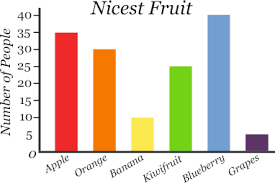 Nicest Fruit
Number of People
40
35
30
25
20
15
10
5
0
Apple
Orange
Banana
Kiwifruit
Blueberry
Grapes